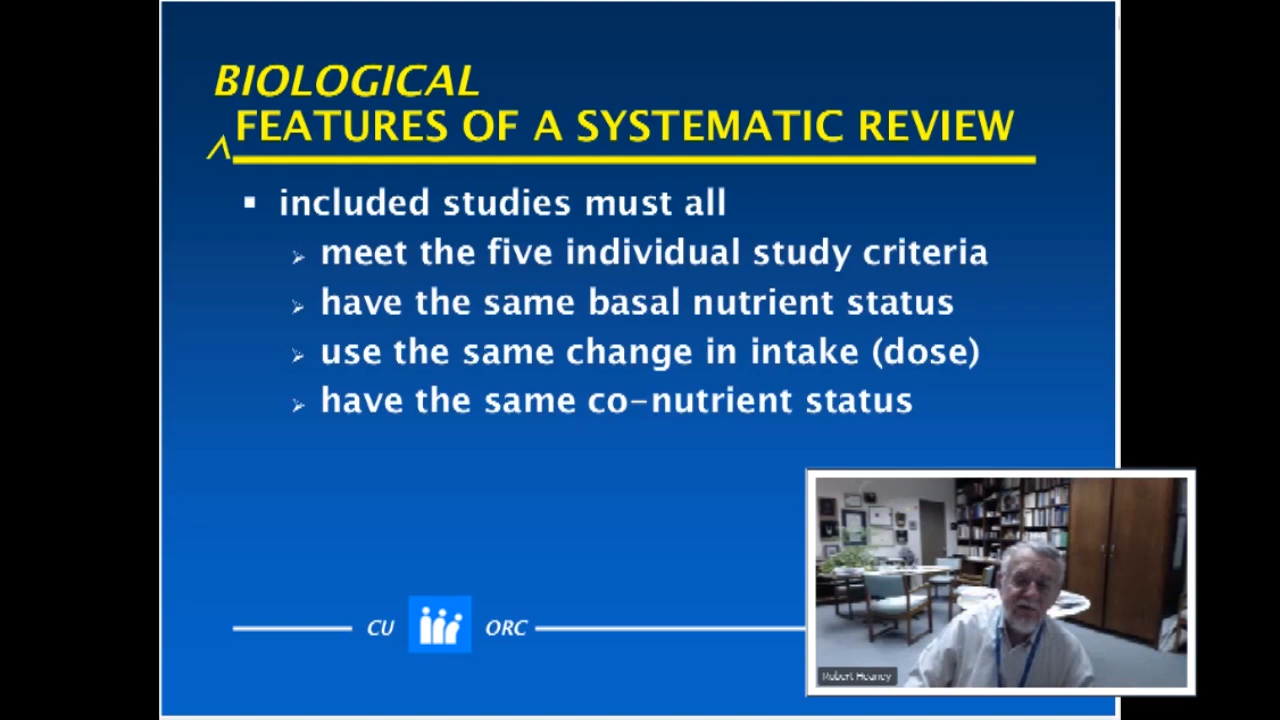 BIOLOGICAL
FEATURES OF A SYSTEMATIC REVIEW
included studies must all
meet the five individual study criteria
have the same basal nutrient status
use the same change in intake (dose)
have the same co-nutrient status
CU ORC
Robert Heaney